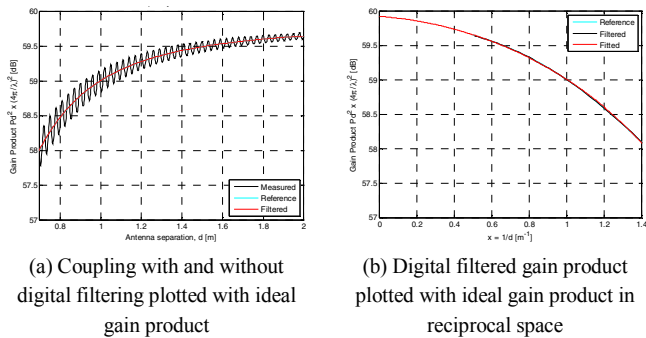 60
59.5
59
58.5
58
57.5
57
Gain Product Pd² x (4π/λ)² [dB]
0.8
1
1.2
1.4
1.6
1.8
2
Antenna separation, d [m]
Measured
Reference
Filtered
(a) Coupling with and without
digital filtering plotted with ideal
gain product
60
59.5
59
58.5
58
57.5
57
Gain Product Pd² x (4π/λ)² [dB]
0
0.2
0.4
0.6
0.8
1
1.2
1.4
x = 1/d [m⁻¹]
Reference
Filtered
Fitted
(b) Digital filtered gain product
plotted with ideal gain product in
reciprocal space